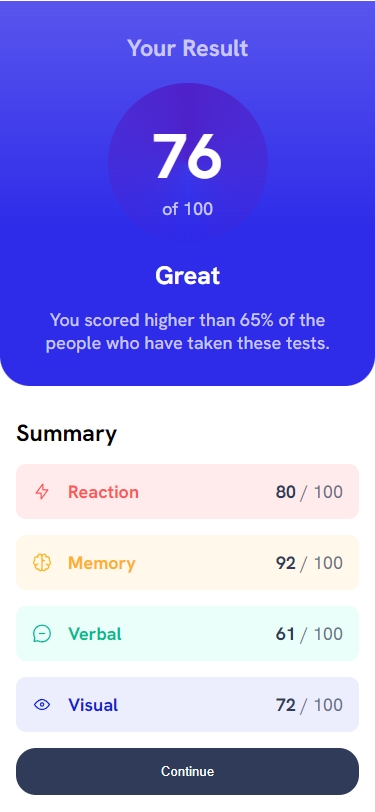 Your Result
76
of 100
Great
You scored higher than 65% of the
people who have taken these tests.
Summary
Reaction 80 / 100
Memory 92 / 100
Verbal 61 / 100
Visual 72 / 100
Continue